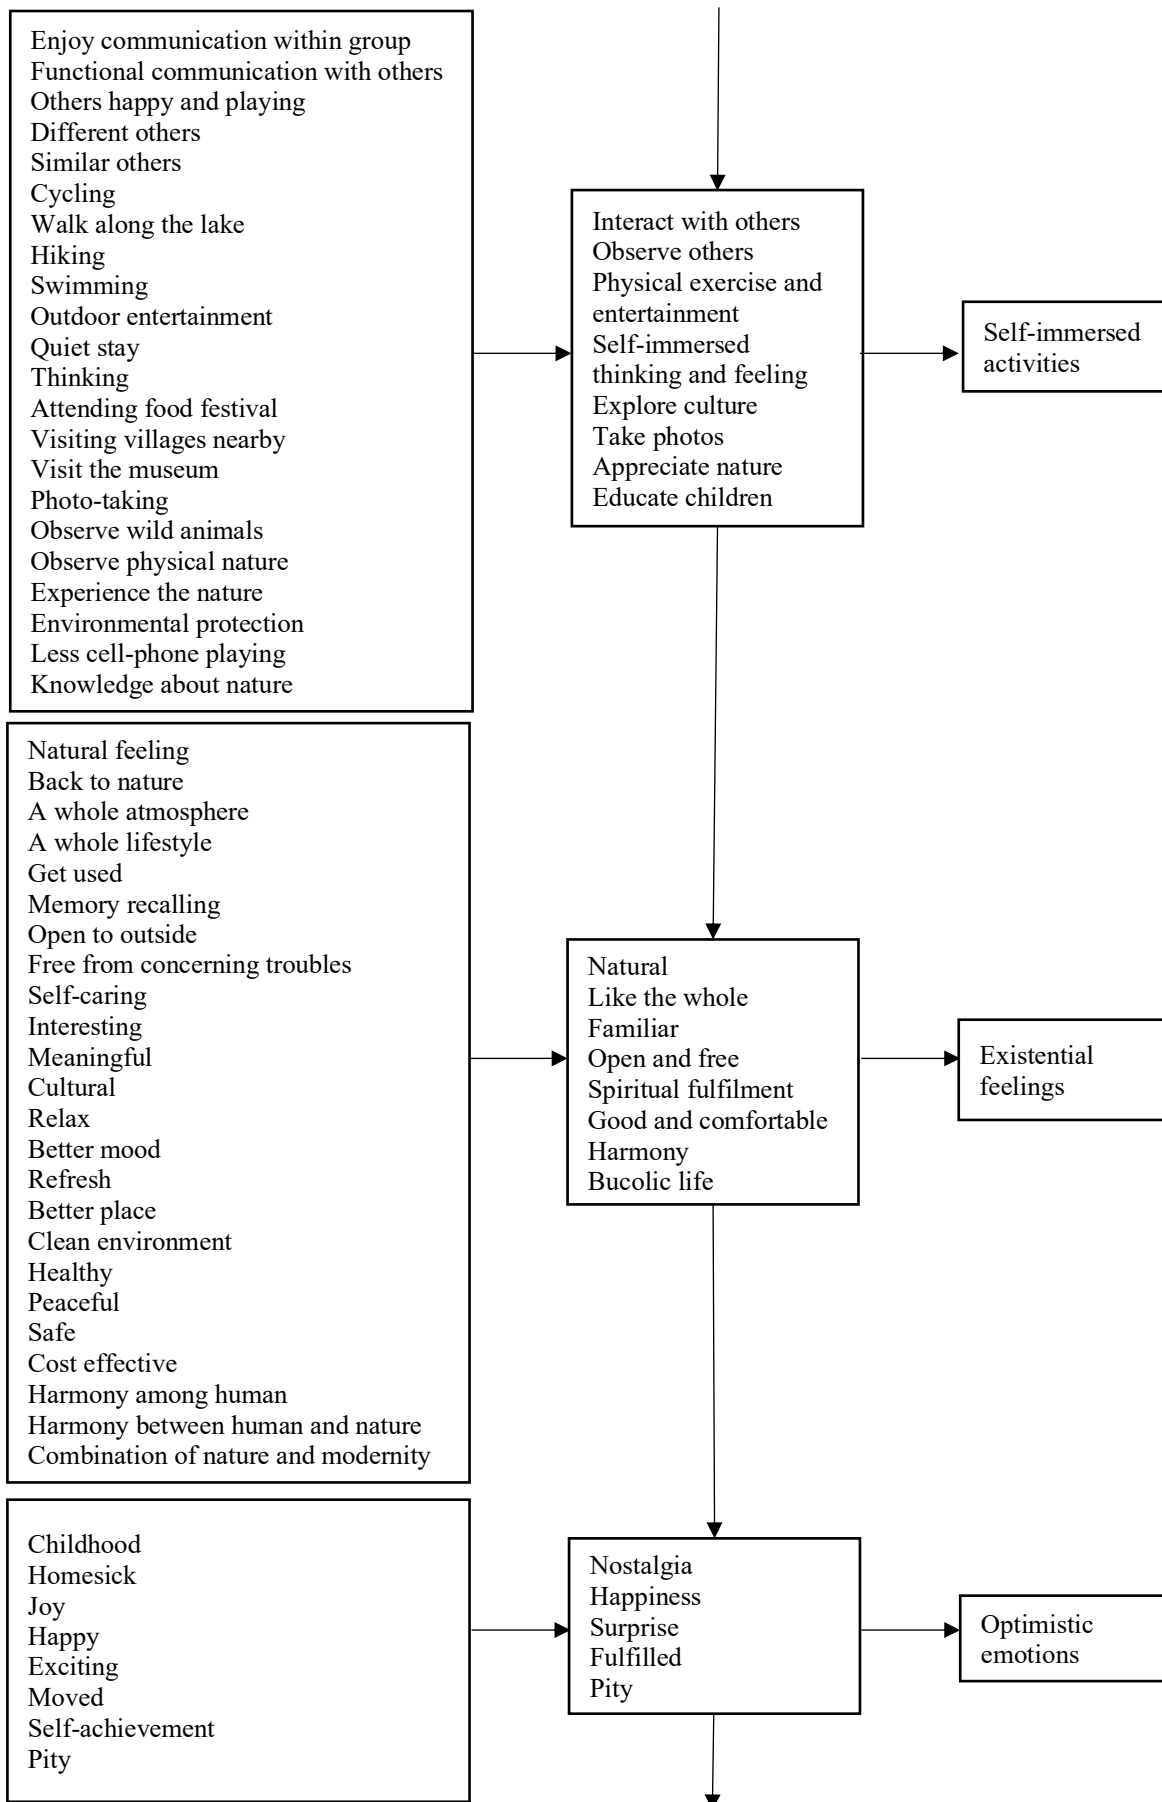 Enjoy communication within group
Functional communication with others
Others happy and playing
Different others
Similar others
Cycling
Walk along the lake
Hiking
Swimming
Outdoor entertainment
Quiet stay
Thinking
Attending food festival
Visiting villages nearby
Visit the museum
Photo-taking
Observe wild animals
Observe physical nature
Experience the nature
Environmental protection
Less cell-phone playing
Knowledge about nature
Interact with others
Observe others
Physical exercise and
entertainment
Self-immersed
thinking and feeling
Explore culture
Take photos
Appreciate nature
Educate children
Self-immersed
activities
Natural feeling
Back to nature
A whole atmosphere
A whole lifestyle
Get used
Memory recalling
Open to outside
Free from concerning troubles
Self-caring
Interesting
Meaningful
Cultural
Relax
Better mood
Refresh
Better place
Clean environment
Healthy
Peaceful
Safe
Cost effective
Harmony among human
Harmony between human and nature
Combination of nature and modernity
Natural
Like the whole
Familiar
Open and free
Spiritual fulfilment
Good and comfortable
Harmony
Bucolic life
Existential
feelings
Childhood
Homesick
Joy
Happy
Exciting
Moved
Self-achievement
Pity
Nostalgia
Happiness
Surprise
Fulfilled
Pity
Optimistic
emotions